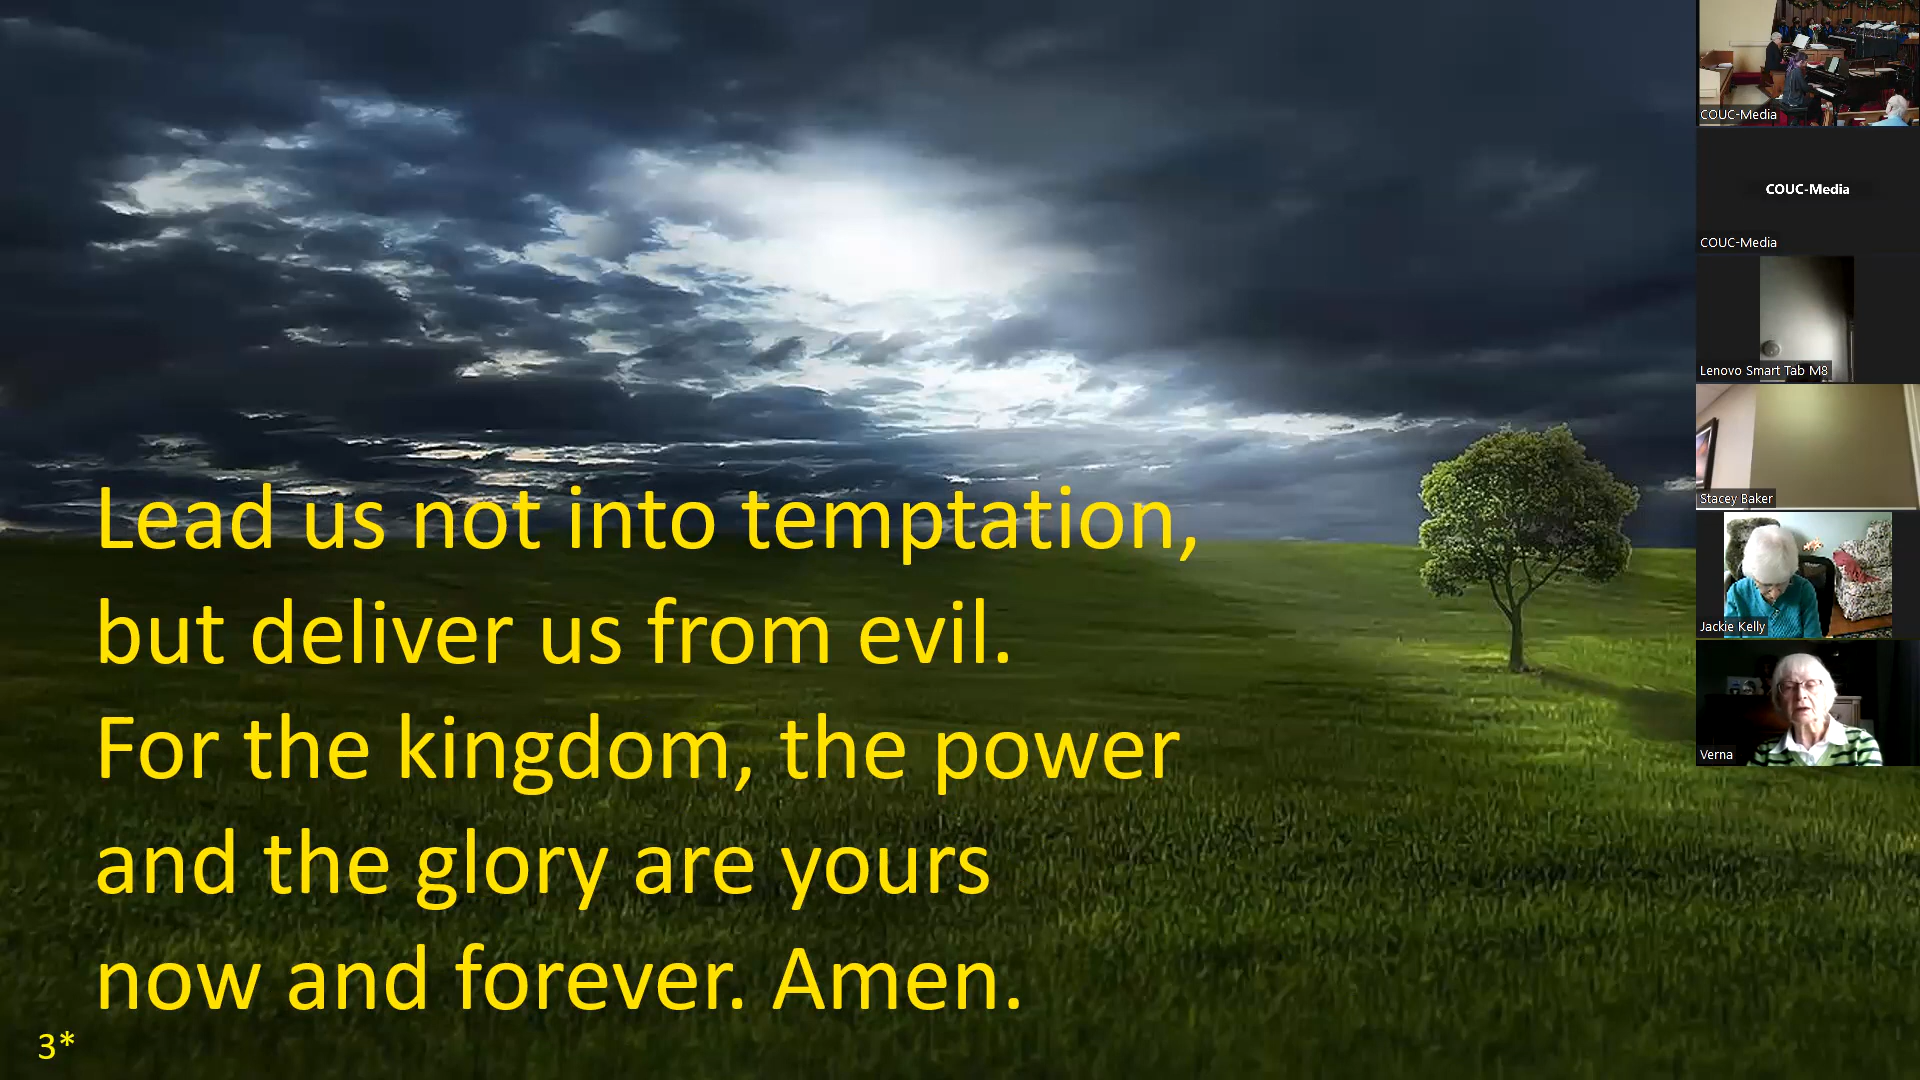 Lead us not into temptation,
but deliver us from evil.
For the kingdom, the power
and the glory are yours
now and forever. Amen.
3*
COUC-Media
COUC-Media
COUC-Media
Lenovo Smart Tab M8
Stacey Baker
Jackie Kelly
Verna